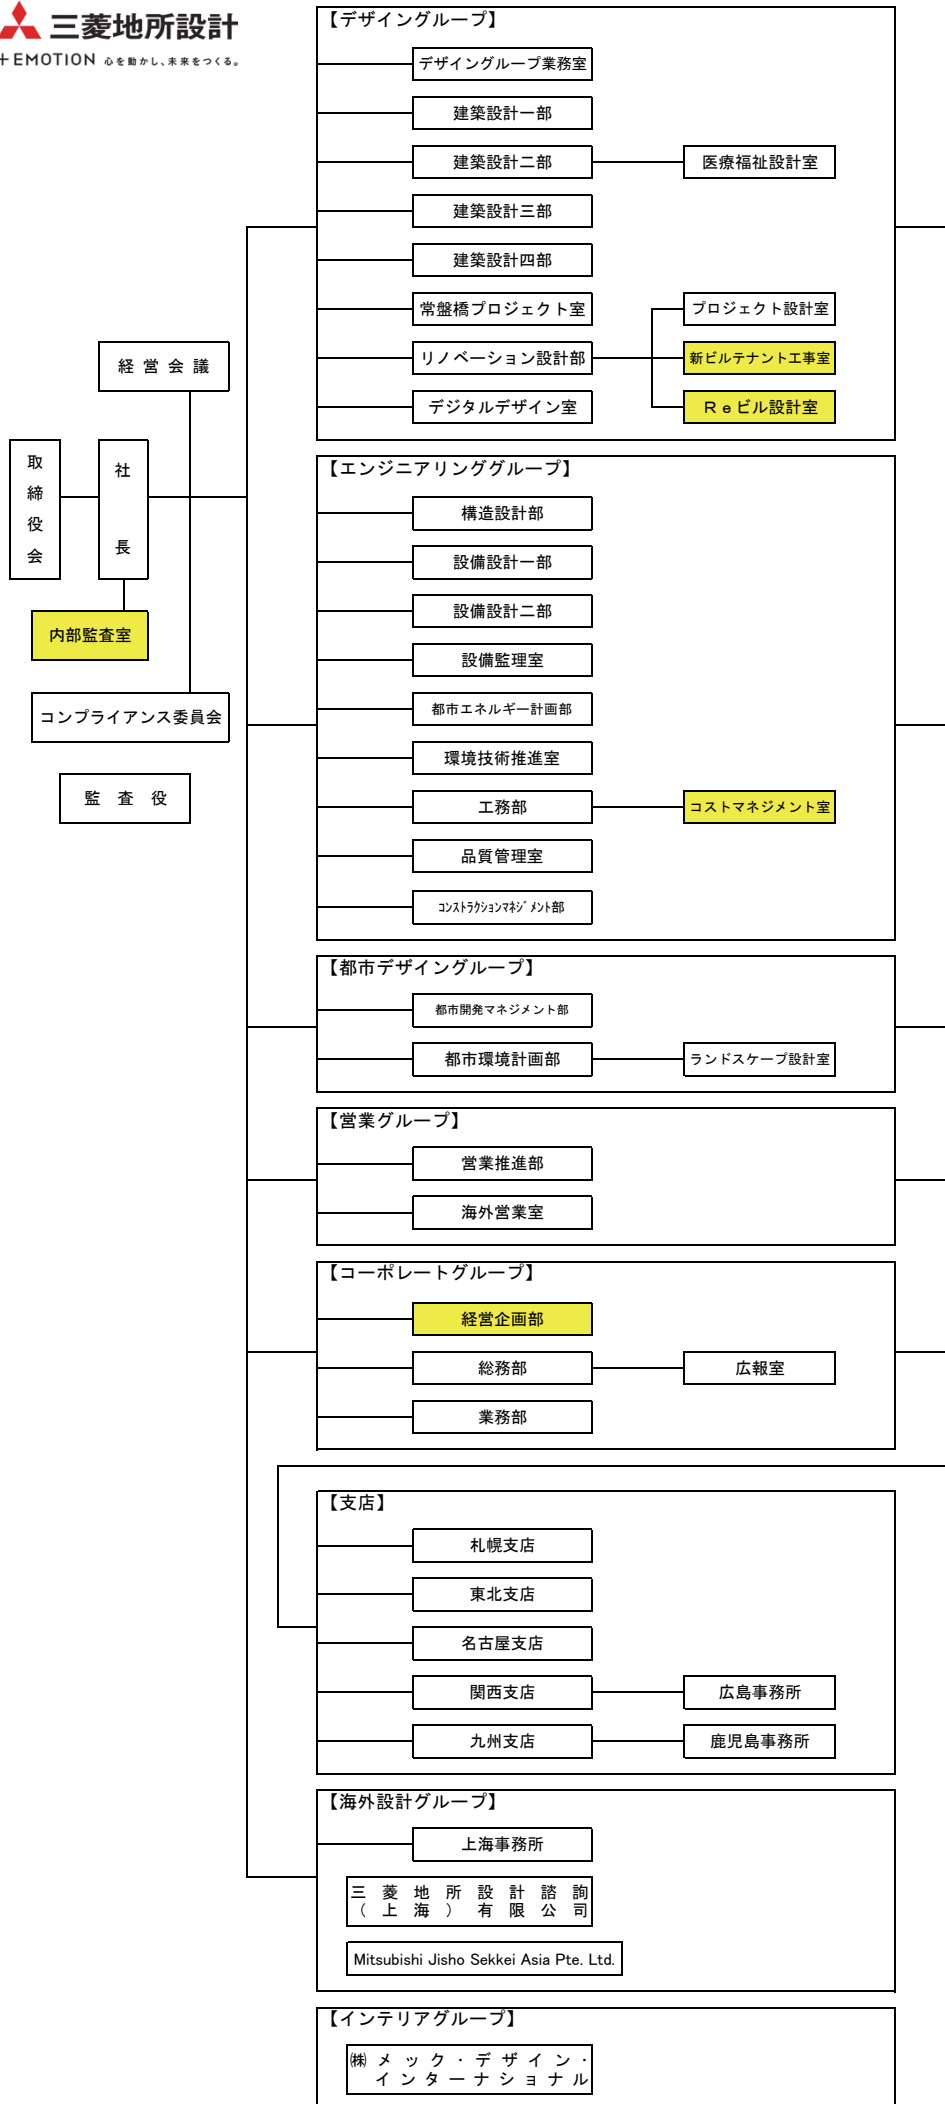 三菱地所設計
+EMOTION 心を動かし、未来をつくる。
【デザイングループ】
デザイングループ業務室
建築設計一部
建築設計二部
医療福祉設計室
建築設計三部
建築設計四部
常盤橋プロジェクト室
プロジェクト設計室
リノベーション設計部
新ビルテナント工事室
デジタルデザイン室
Ｒｅビル設計室
経営会議
取締役会
社長
内部監査室
コンプライアンス委員会
監査役
【エンジニアリンググループ】
構造設計部
設備設計一部
設備設計二部
設備監理室
都市エネルギー計画部
環境技術推進室
工務部
コストマネジメント室
品質管理室
ｺﾝｽﾄﾗｸｼｮﾝﾏﾈｼﾞﾒﾝﾄ部
【都市デザイングループ】
都市開発マネジメント部
都市環境計画部
ランドスケープ設計室
【営業グループ】
営業推進部
海外営業室
【コーポレートグループ】
経営企画部
総務部
広報室
業務部
【支店】
札幌支店
東北支店
名古屋支店
関西支店
広島事務所
九州支店
鹿児島事務所
【海外設計グループ】
上海事務所
三菱地所設計諮詢
（上海）有限公司
Mitsubishi Jisho Sekkei Asia Pte. Ltd.
【インテリアグループ】
㈱メック・デザイン・
インターナショナル